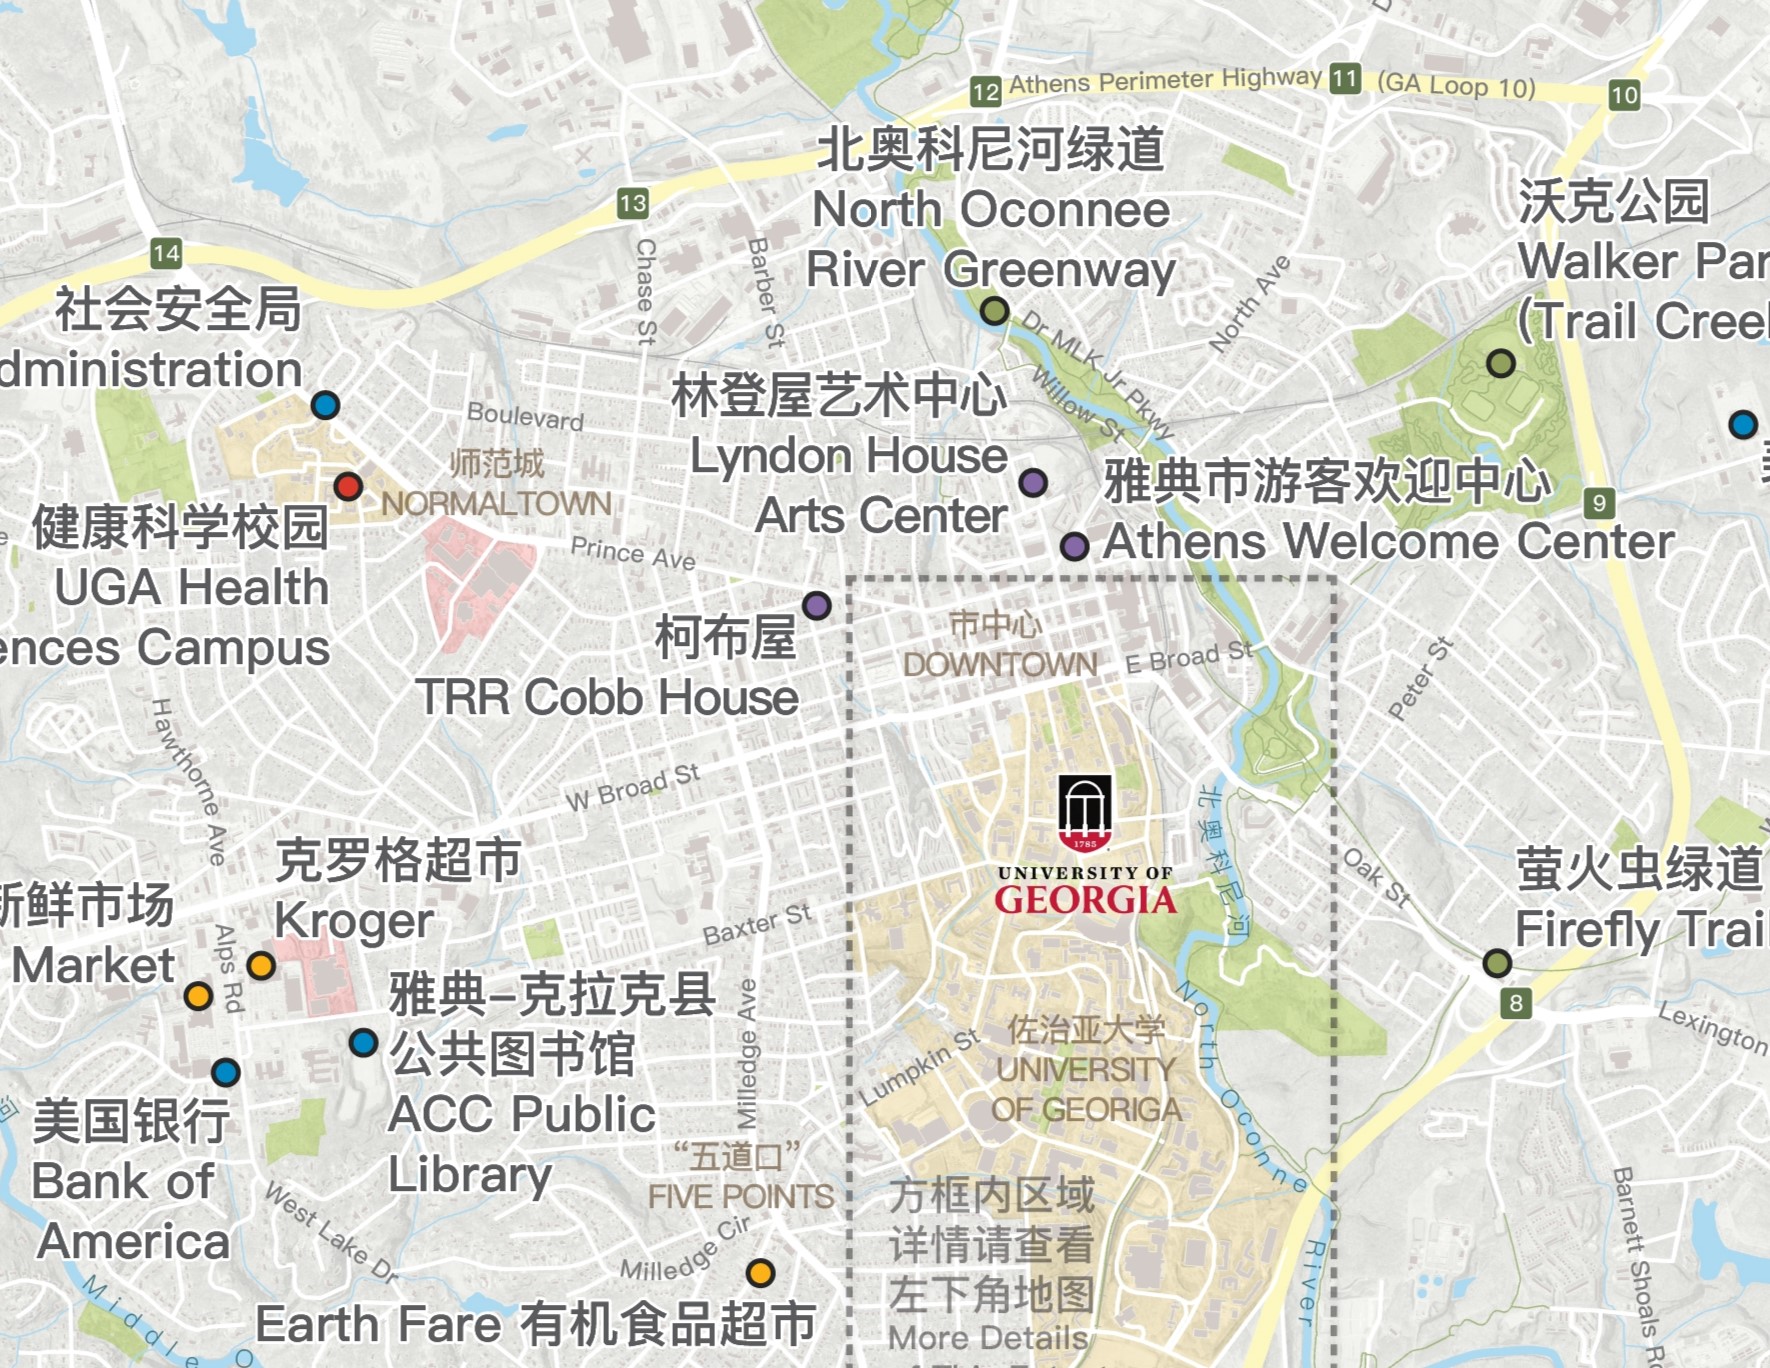 12
Athens Perimeter Highway
11
(GA Loop 10)
10
北奥科尼河绿道
North Oconnee
River Greenway
13
14
沃克公园
Walker Par
(Trail Creek
社会安全局
dministration
Chase St
Barber St
North Ave
Dr MLK Jr Pkwy
Willow St
林登屋艺术中心
Lyndon House
Arts Center
Boulevard
师范城
NORMALTOWN
雅典市游客欢迎中心
Athens Welcome Center
9
健康科学校园
UGA Health
ences Campus
Prince Ave
柯布屋
TRR Cobb House
市中心
DOWNTOWN
E Broad St
Peter St
Hawthorne Ave
W Broad St
1785
UNIVERSITY OF
GEORGIA
北奥科尼河
Oak St
萤火虫绿道
Firefly Trail
8
Lexington
克罗格超市
Kroger
新鲜市场
Market
Alps Rd
Baxter St
雅典–克拉克县
公共图书馆
ACC Public
Library
Milledge Ave
Lumpkin St
佐治亚大学
UNIVERSITY
OF GEORIGA
North Oconne
River
美国银行
Bank of
America
West Lake Dr
“五道口”
FIVE POINTS
Milledge Cir
Earth Fare 有机食品超市
方框内区域
详情请查看
左下角地图
More Details
Barnett Shoals R
Middle O